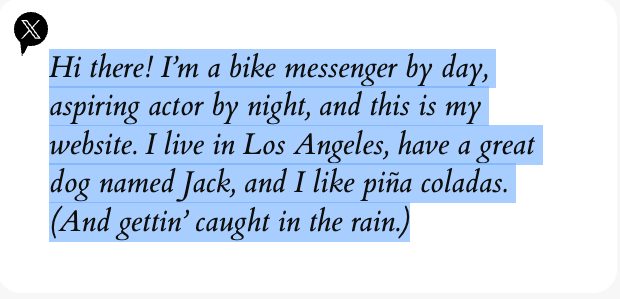 Hi there! I’m a bike messenger by day,
aspiring actor by night, and this is my
website. I live in Los Angeles, have a great
dog named Jack, and I like piña coladas.
(And gettin’ caught in the rain.)